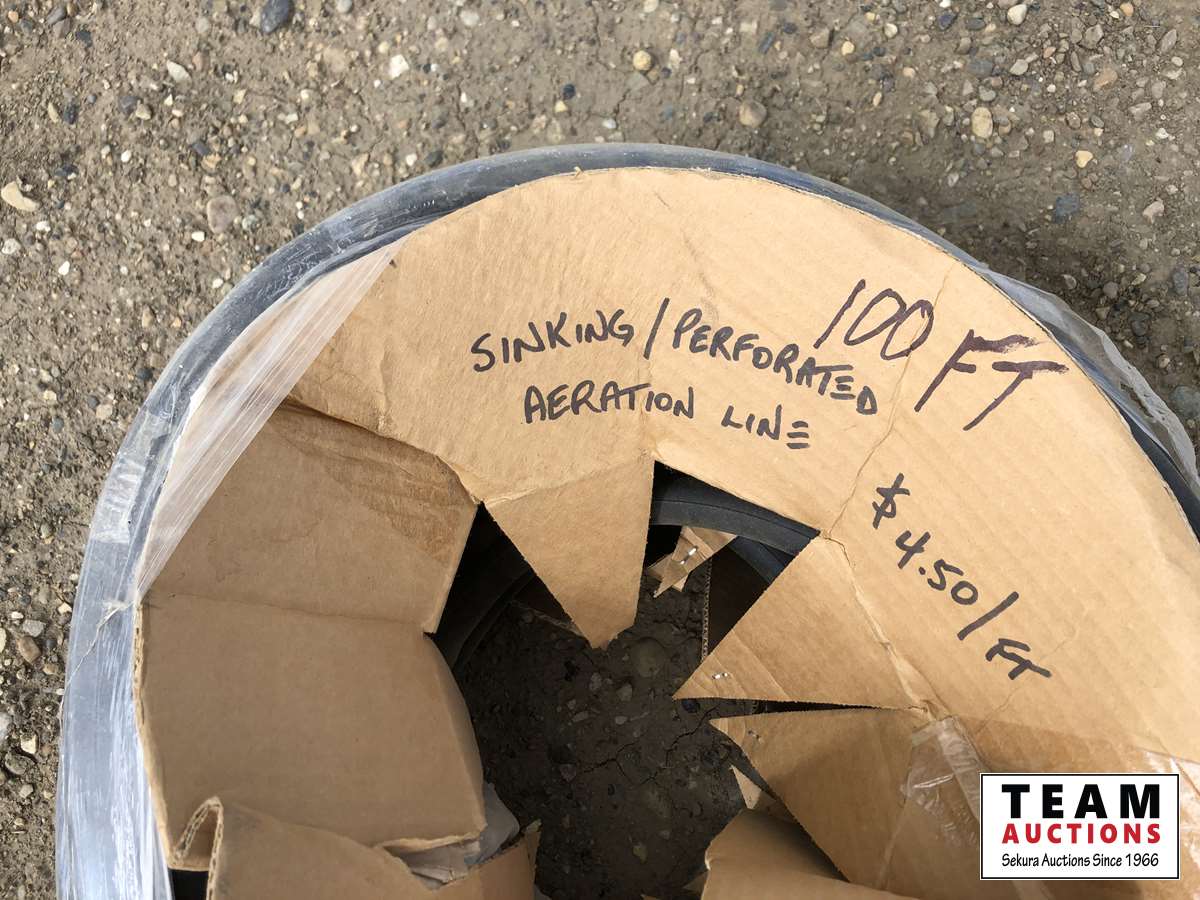 100 FT
SINKING / PERFORATED
AERATION LINE
$4.50/FT
TEAM
AUCTIONS
Sekura Auctions Since 1966